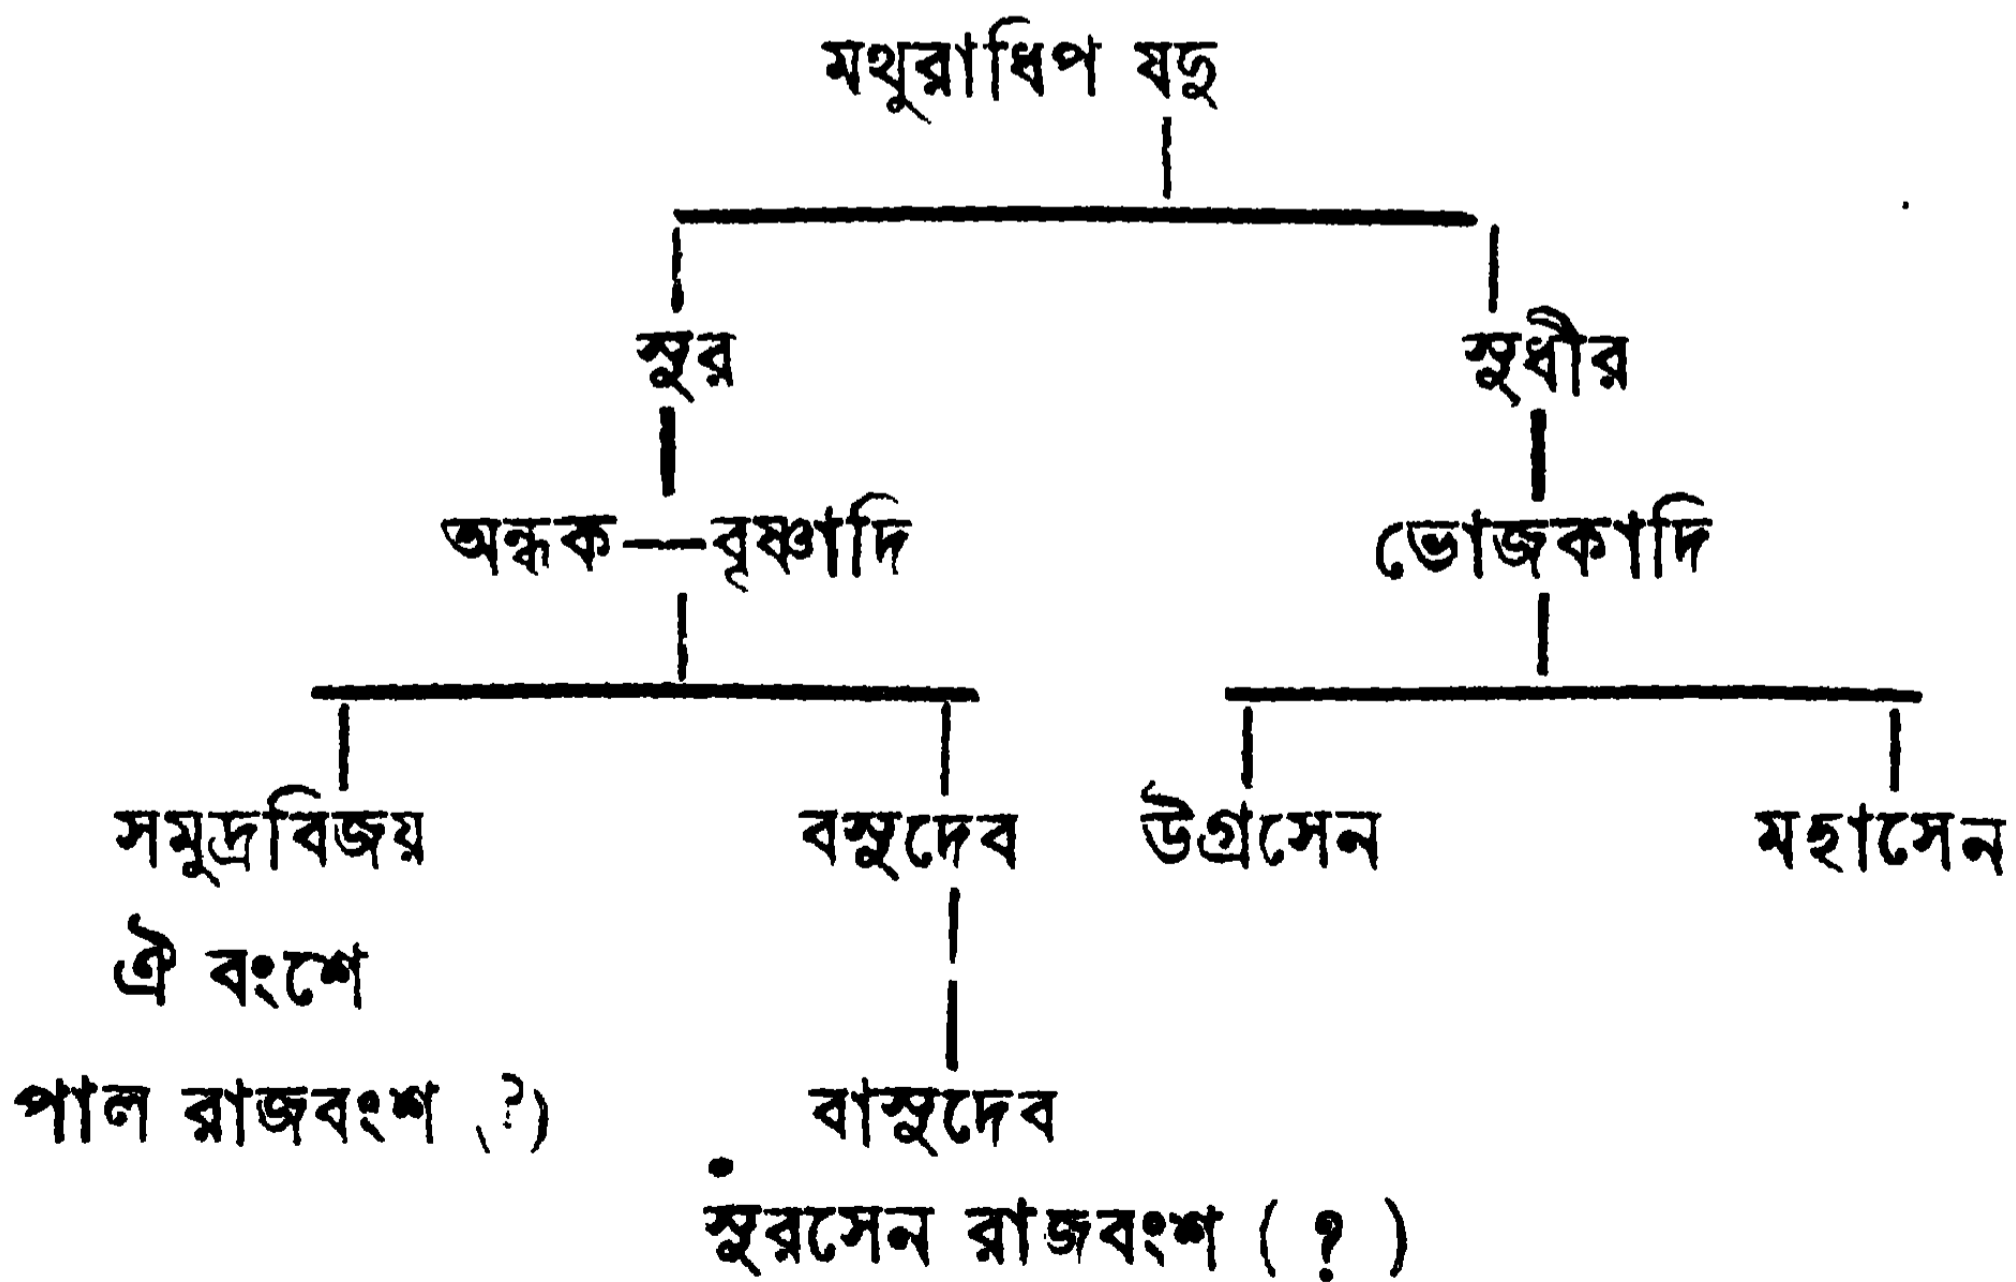 মথুরাধিপ যদু
সুর সুধীর
অন্ধক—বৃষ্ণাদি ভোজকাদি
সমুদ্রবিজয় বসুদেব উগ্রসেন মহাসেন
ঐ বংশে
পাল রাজবংশ (?) বাসুদেব
সুরসেন রাজবংশ ( ? )